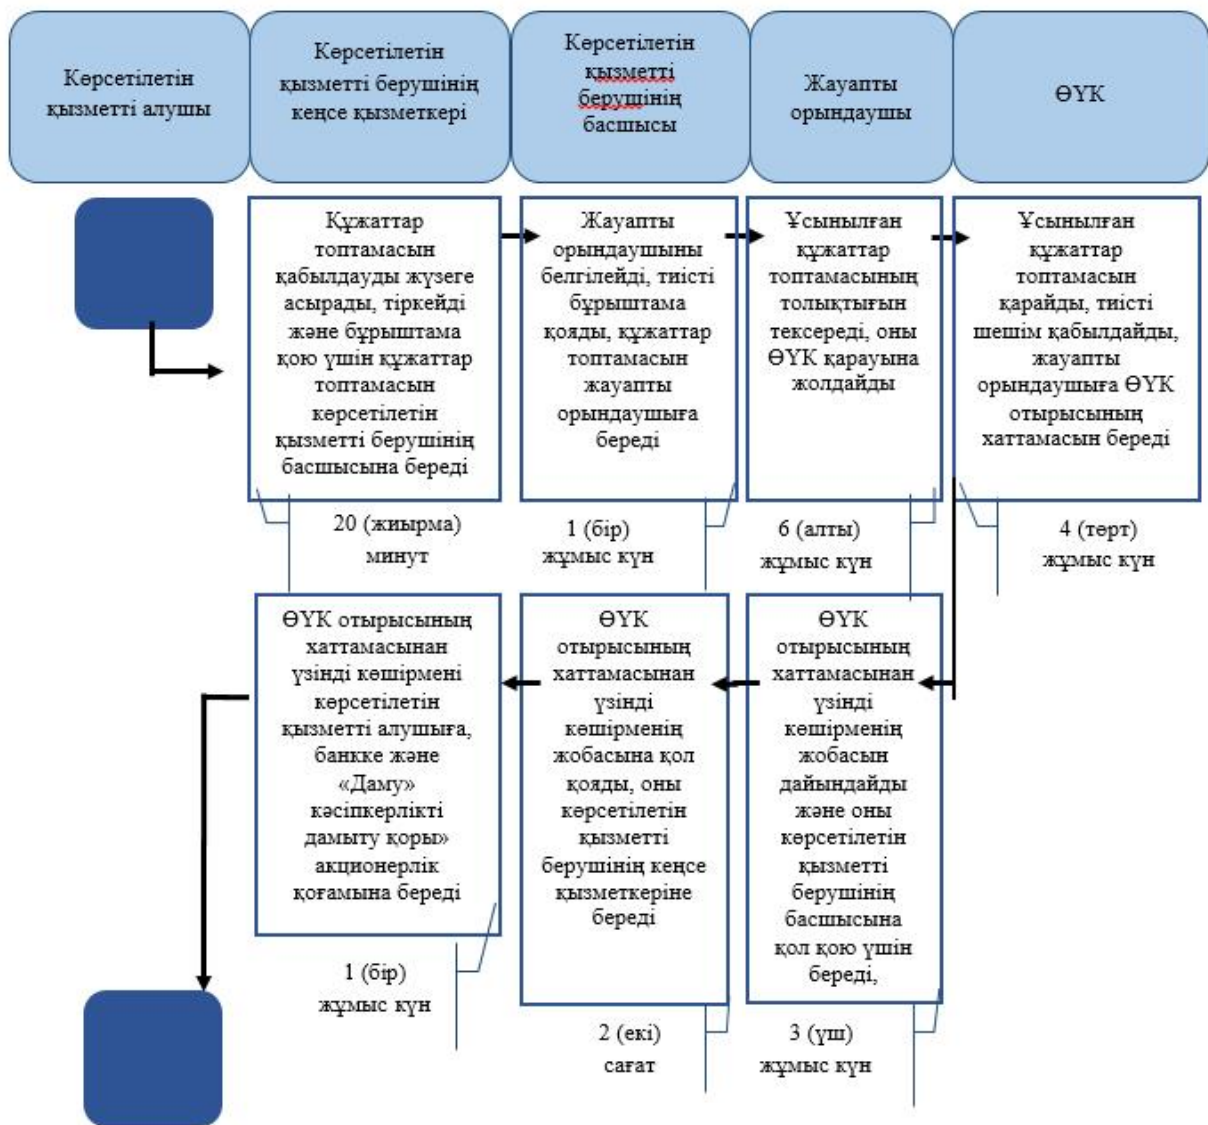 Көрсетілетін
қызметті алушы
Көрсетілетін
қызметті берушінің
кеңсе қызметкері
Көрсетілетін
қызметті
берушінің
басшысы
Жауапты
орындаушы
ӨҮК
Құжаттар
топтамасын
қабылдауды жүзеге
асырады, тіркейді
және бұрыштама
қою үшін құжаттар
топтамасын
көрсетілетін
қызметті берушінің
басшысына береді
Жауапты
орындаушыны
белгілейді, тиісті
бұрыштама
қояды, құжаттар
топтамасын
жауапты
орындаушыға
береді
Ұсынылған
құжаттар
топтамасының
толықтығын
тексереді, оны
ӨҮК қарауына
жолдайды
Ұсынылған
құжаттар
топтамасын
қарайды, тиісті
шешім қабылдайды,
жауапты
орындаушыға ӨҮК
отырысының
хаттамасын береді
20 (жиырма)
минут
1 (бір)
жұмыс күн
6 (алты)
жұмыс күн
4 (төрт)
жұмыс күн
ӨҮК отырысының
хаттамасынан
үзінді көшірмені
көрсетілетін
қызметті алушыға,
банкке және
«Даму»
кәсіпкерлікті
дамыту қоры»
акционерлік
қоғамына береді
ӨҮК
отырысының
хаттамасынан
үзінді
көшірменің
жобасына қол
қояды, оны
көрсетілетін
қызметті
берушінің кеңсе
қызметкеріне
береді
ӨҮК
отырысының
хаттамасынан
үзінді
көшірменің
жобасын
дайындайды
және оны
көрсетілетін
қызметті
берушінің
басшысына
қол қою үшін
береді,
1 (бір)
жұмыс күн
2 (екі)
сағат
3 (үш)
жұмыс күн